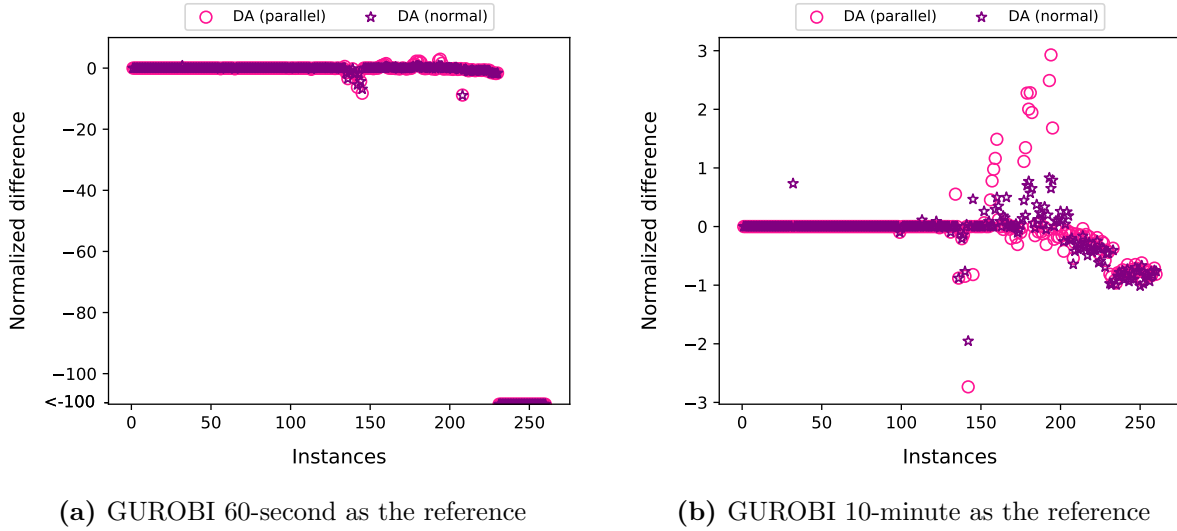 DA (parallel) DA (normal)
0
−20
−40
−60
−80
−100
<-100
Normalized difference
0 50 100 150 200 250
Instances
(a) GUROBI 60-second as the reference
DA (parallel) DA (normal)
3
2
1
0
−1
−2
−3
Normalized difference
0 50 100 150 200 250
Instances
(b) GUROBI 10-minute as the reference